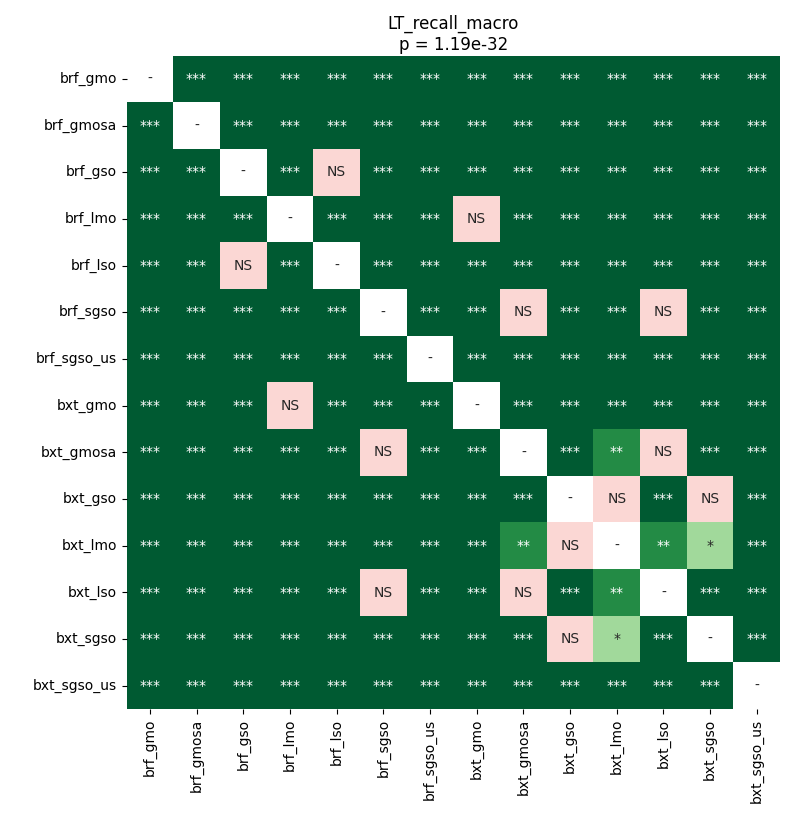 LT_recall_macro
p = 1.19e-32
brf_gmo - *** *** *** *** *** *** *** *** *** *** *** *** ***
brf_gmosa *** - *** *** *** *** *** *** *** *** *** *** *** ***
brf_gso *** *** - *** NS *** *** *** *** *** *** *** *** ***
brf_lmo *** *** *** - *** *** *** NS *** *** *** *** *** ***
brf_lso *** *** NS *** - *** *** *** *** *** *** *** *** ***
brf_sgso *** *** *** *** *** - *** *** NS *** *** NS *** ***
brf_sgso_us *** *** *** *** *** *** - *** *** *** *** *** *** ***
bxt_gmo *** *** *** NS *** *** *** - *** *** *** *** *** ***
bxt_gmosa *** *** *** *** *** NS *** *** - *** ** NS *** ***
bxt_gso *** *** *** *** *** *** *** *** *** - NS *** NS ***
bxt_lmo *** *** *** *** *** *** *** *** ** NS - ** * ***
bxt_lso *** *** *** *** *** NS *** *** NS *** ** - *** ***
bxt_sgso *** *** *** *** *** *** *** *** *** NS * *** - ***
bxt_sgso_us *** *** *** *** *** *** *** *** *** *** *** *** *** -
brf_gmo brf_gmosa brf_gso brf_lmo brf_lso brf_sgso brf_sgso_us bxt_gmo bxt_gmosa bxt_gso bxt_lmo bxt_lso bxt_sgso bxt_sgso_us